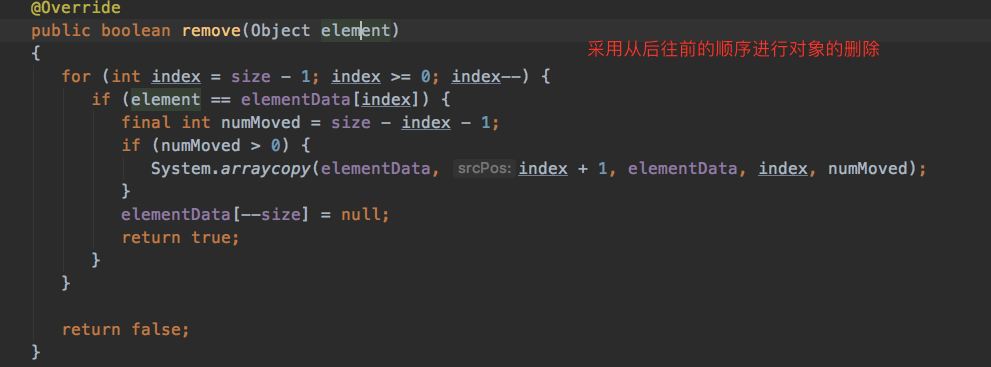 @Override
public boolean remove(Object element)
采用从后往前的顺序进行对象的删除
{
for (int index = size - 1; index >= 0; index--) {
if (element == elementData[index]) {
final int numMoved = size - index - 1;
if (numMoved > 0) {
System.arraycopy(elementData, srcPos: index + 1, elementData, index, numMoved);
}
elementData[--size] = null;
return true;
}
}
return false;
}